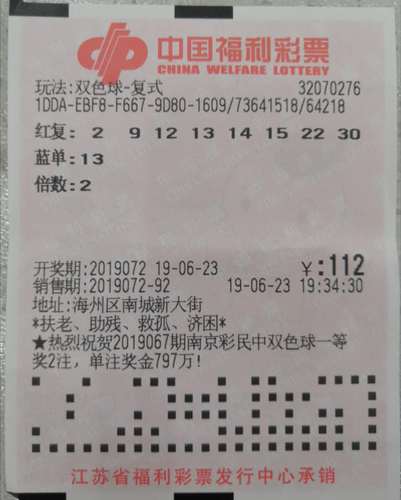 中国福利彩票
CHINA WELFARE LOTTERY
玩法:双色球-复式 32070276
1DDA-EBF8-F667-9D80-1609/73641518/64218
红复: 2 9 12 13 14 15 22 30
蓝单:13
倍数:2
开奖期:2019072 19-06-23 ¥:112
销售期:2019072-92 19-06-23 19:34:30
地址:海州区南城新大街
*扶老、助残、救孤、济困*
★热烈祝贺2019067期南京彩民中双色球一等
奖2注，单注奖金797万!
江苏省福利彩票发行中心承销